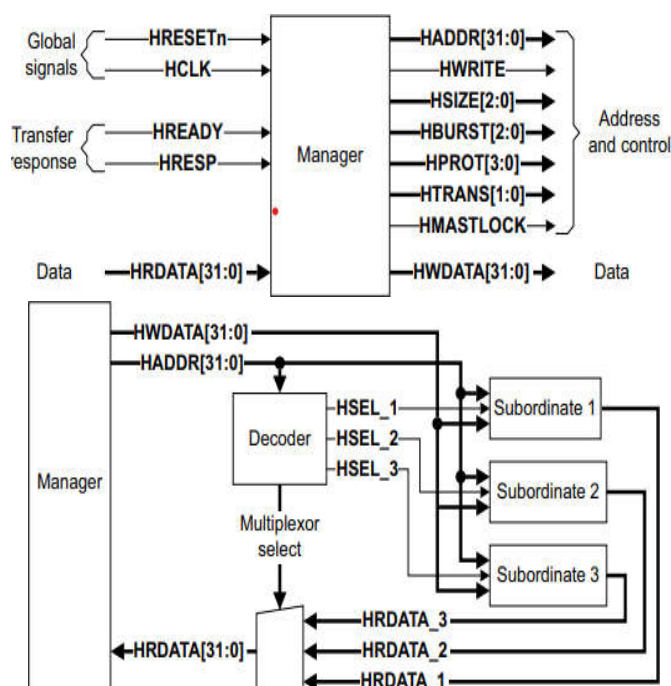 Global signals
HRESETn
HCLK
Transfer
esponse
HREADY
HRESP
Manager
HADDR[31:0]
HWRITE
HSIZE[2:0]
HBURST[2:0]
HPROT[3:0]
HTRANS[1:0]
HMASTLOCK
Address
and control
Data
HRDATA[31:0]
HWDATA[31:0]
Data
Manager
HWDATA[31:0]
HADDR[31:0]
Decoder
HSEL_1
HSEL_2
HSEL_3
Subordinate 1
Subordinate 2
Subordinate 3
Multiplexor
select
HRDATA[31:0]
HRDATA_3
HRDATA_2
HRDATA_1